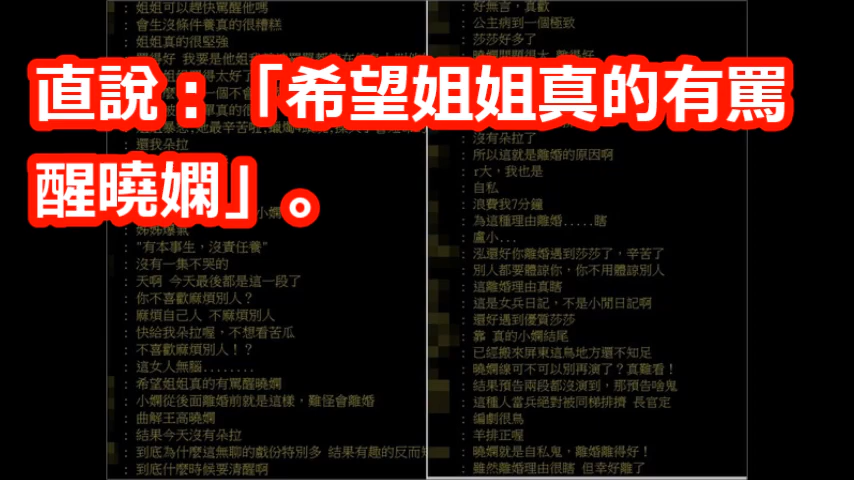 直說：「希望姐姐真的有罵
醒曉嫻」。
: 姐姐可以趕快罵醒他嗎
: 會生沒條件養真的很糟糕
: 姐姐真的很堅強
: 還我朵拉
: 姊姊爆氣
: "有本事生，沒責任養"
: 沒有一集不哭的
: 天啊 今天最後都是這一段了
: 你不喜歡麻煩別人？
: 麻煩自己人 不麻煩別人
: 快給我朵拉喔，不想看苦瓜
: 不喜歡麻煩別人！？
: 這女人無腦........
: 希望姐姐真的有罵醒曉嫻
: 小嫻從後面離婚前就是這樣，難怪會離婚
: 曲解王高曉嫻
: 結果今天沒有朵拉
: 到底為什麼這無聊的戲份特別多 結果有趣的反而
: 到底什麼時候要清醒啊
: 好無言，真歡
: 公主病到一個極致
: 莎莎好多了
: 沒有朵拉了
: 所以這就是離婚的原因啊
: r大，我也是
: 自私
: 浪費我7分鐘
: 為這種理由離婚.....瞎
: 盧小...
: 泓還好你離婚遇到莎莎了，辛苦了
: 別人都要體諒你，你不用體諒別人
: 這離婚理由真瞎
: 這是女兵日記，不是小閒日記啊
: 還好遇到優質莎莎
: 靠 真的小嫻結尾
: 已經搬來屏東這鳥地方還不知足
: 曉嫻線可不可以別再演了？真難看！
: 結果預告兩段都沒演到，那預告啥鬼
: 這種人當兵絕對被同梯排擠 長官定
: 編劇很鳥
: 羊排正喔
: 曉嫻就是自私鬼，離婚離得好！
: 雖然離婚理由很瞎 但幸好離了